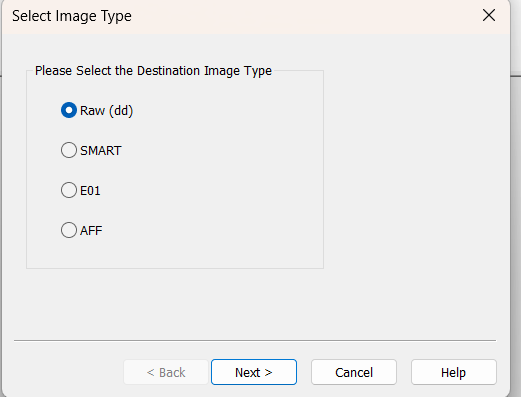 Select Image Type
Please Select the Destination Image Type
Raw (dd)
SMART
E01
AFF
< Back Next > Cancel Help